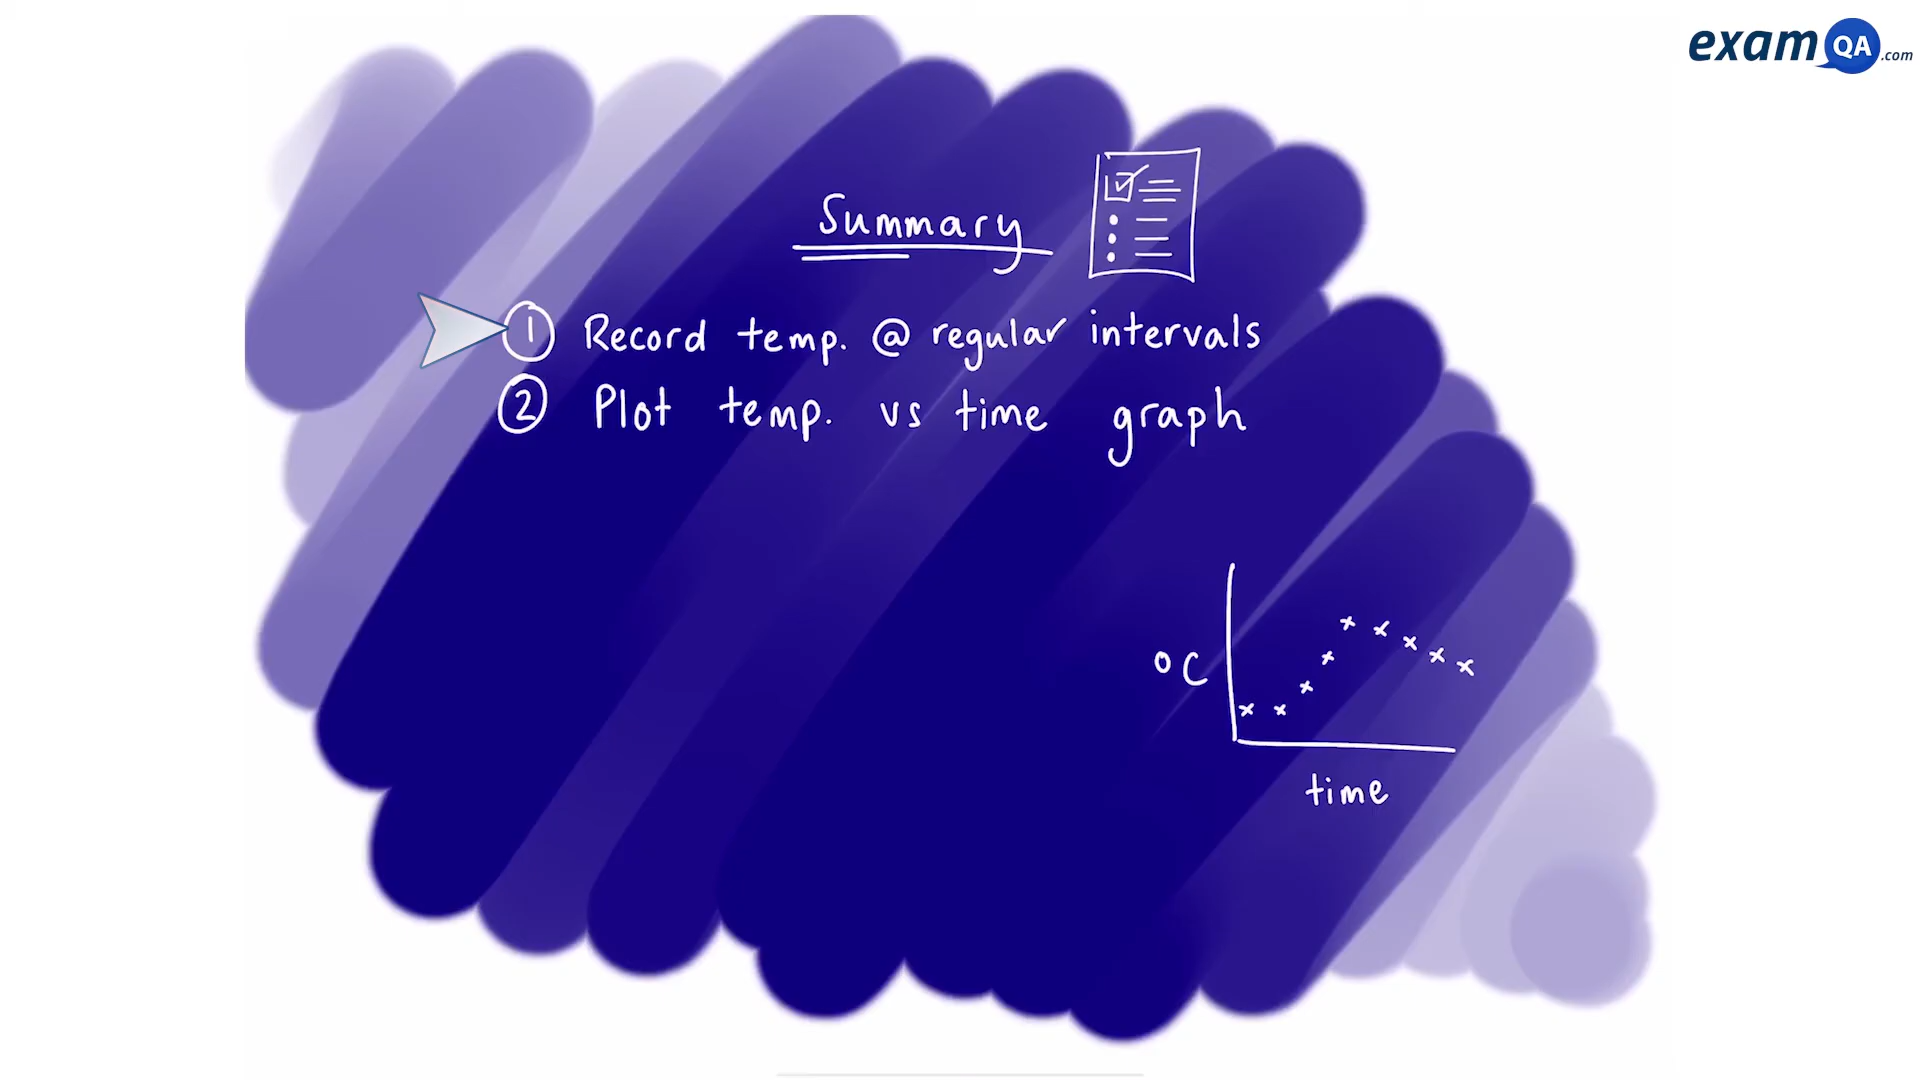 examQA.com
Summary
① Record temp. @ regular intervals
② Plot temp. vs time graph
°C
time